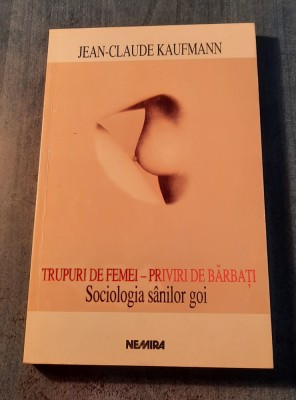 JEAN-CLAUDE KAUFMANN
TRUPURI DE FEMEI – PRIVIRI DE BĂRBAȚI
Sociologia sânilor goi
NEMIRA